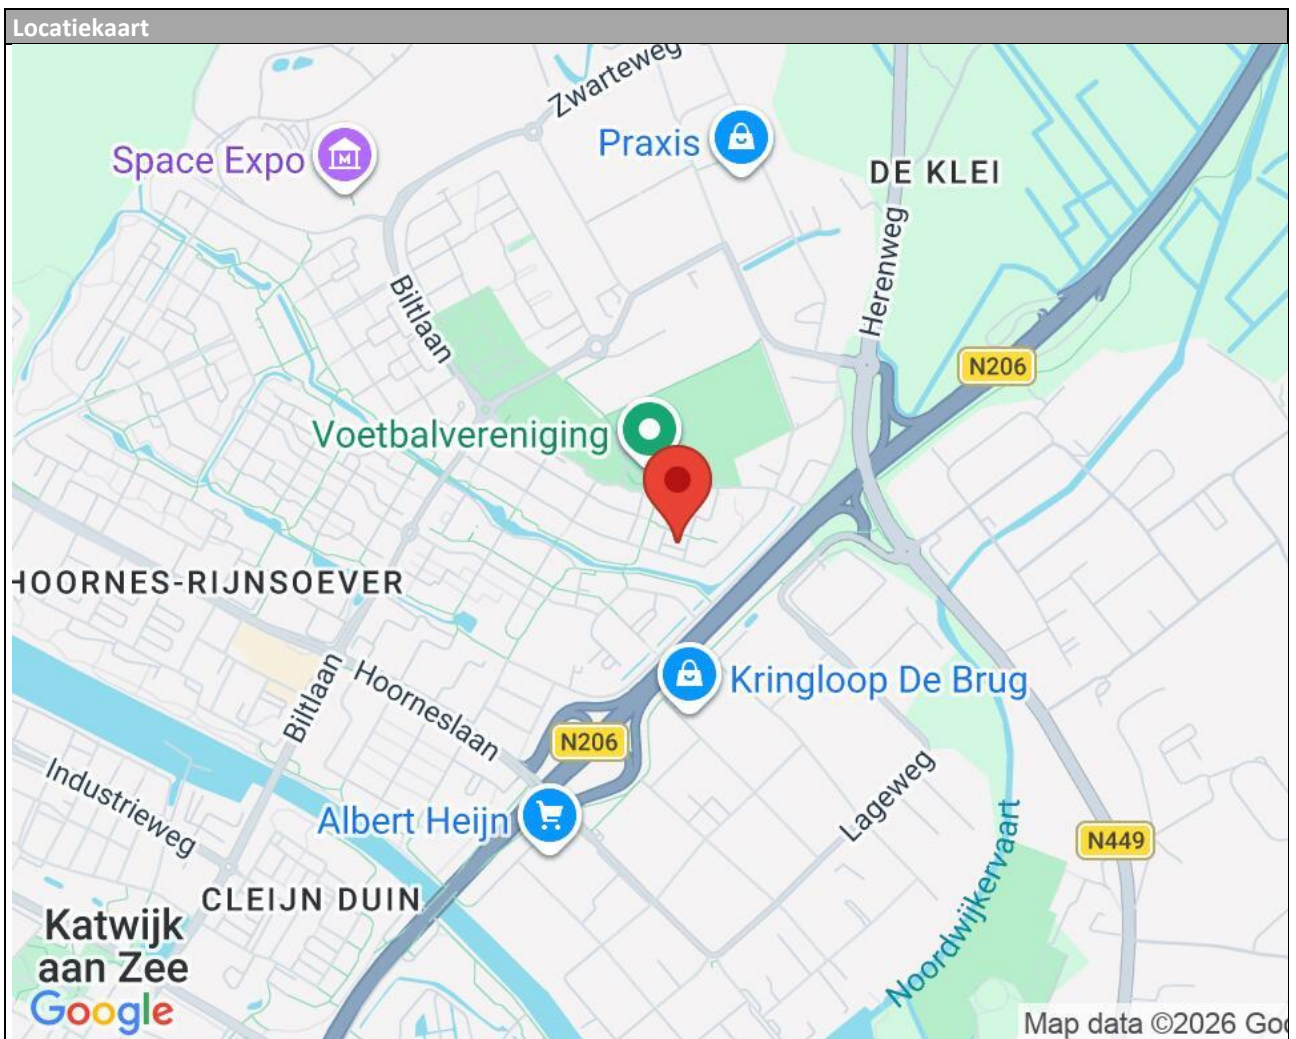 Locatiekaart
Zwarteweg
Praxis
Space Expo
DE KLEI
Herenweg
Biltlaan
N206
Voetbalvereniging
HOORNES-RIJNSOEVER
Biltlaan
Hoorneslaan
Kringloop De Brug
N206
Industrieweg
Albert Heijn
Lageweg
N449
CLEIJN DUIN
Noordwijkervaart
Katwijk
aan Zee
Google
Map data ©2026 Goo